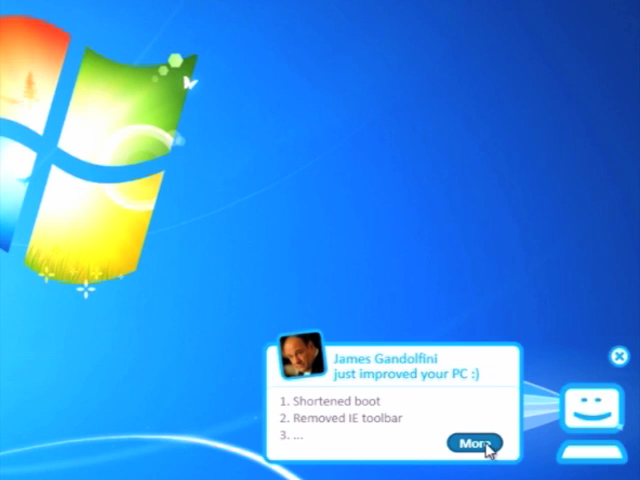 James Gandolfini
just improved your PC :)
1. Shortened boot
2. Removed IE toolbar
3. ...
More